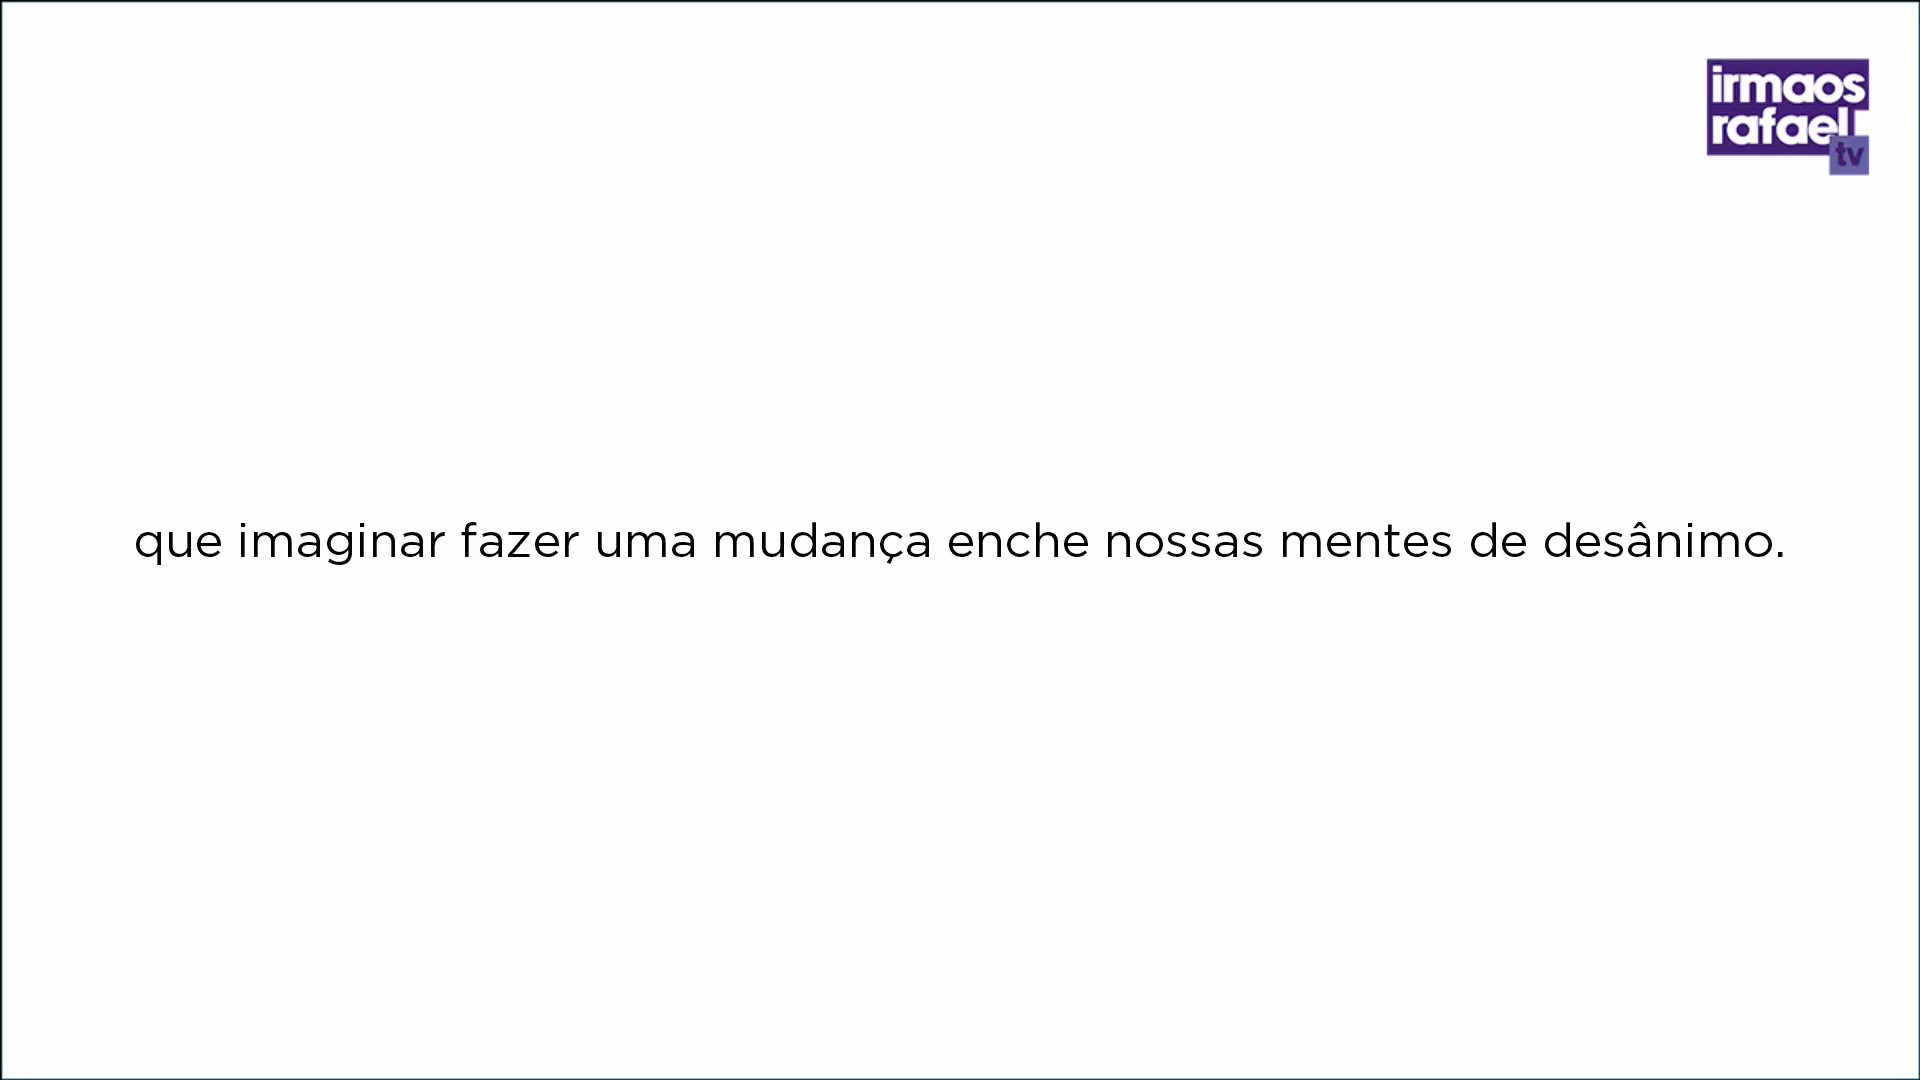 irmaos
rafael
tv
que imaginar fazer uma mudança enche nossas mentes de desânimo.